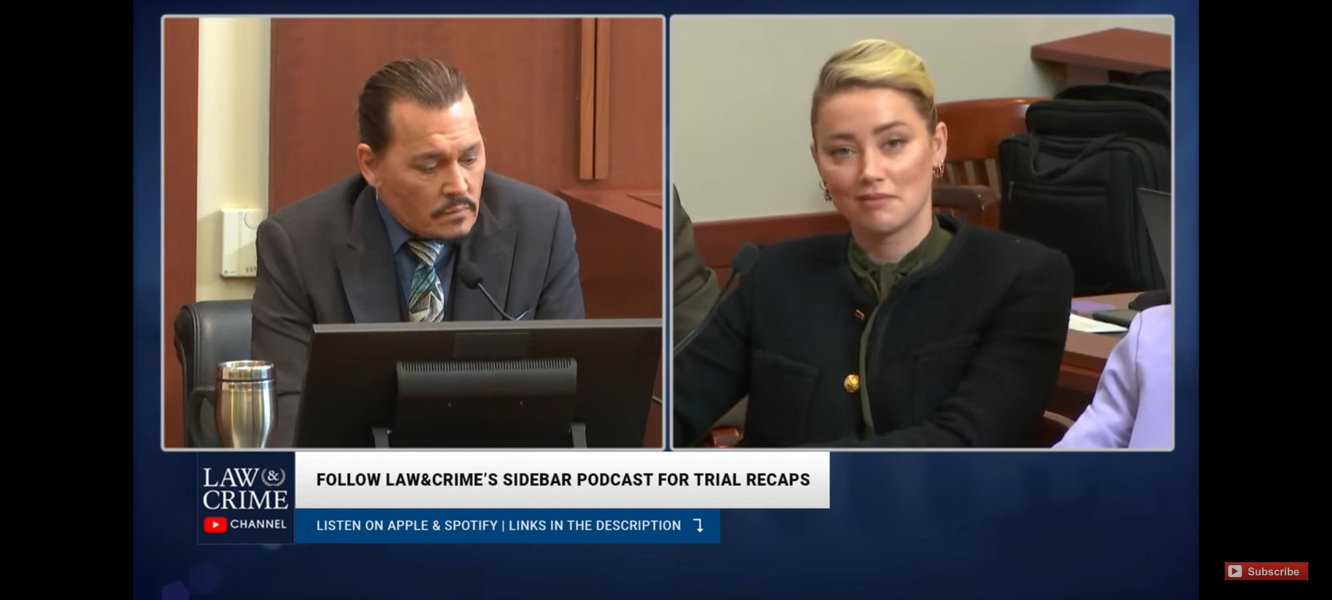 LAW&
CRIME
CHANNEL
FOLLOW LAW&CRIME'S SIDEBAR PODCAST FOR TRIAL RECAPS
LISTEN ON APPLE & SPOTIFY | LINKS IN THE DESCRIPTION
Subscribe